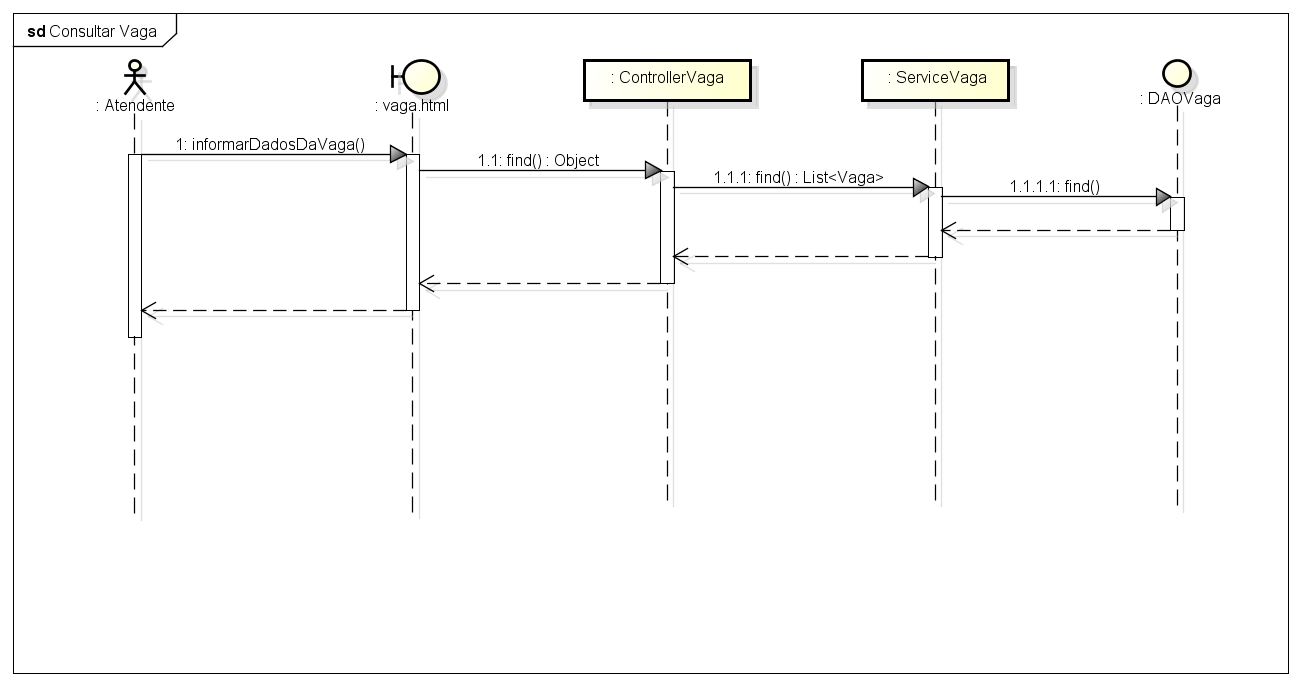 sd Consultar Vaga
: Atendente
: vaga.html
: ControllerVaga
: ServiceVaga
: DAOVaga
1: informarDadosDaVaga()
1.1: find() : Object
1.1.1: find() : List<Vaga>
1.1.1.1: find()